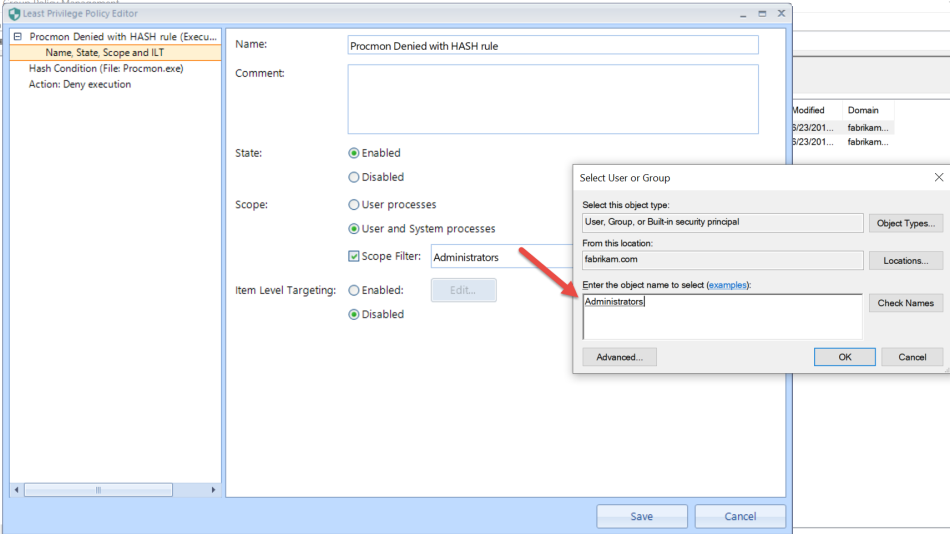 Least Privilege Policy Editor
Procmon Denied with HASH rule (Execu...
Name, State, Scope and ILT
Hash Condition (File: Procmon.exe)
Action: Deny execution
Name:
Procmon Denied with HASH rule
Comment:
State:
Enabled
Disabled
Scope:
User processes
User and System processes
Scope Filter:
Administrators
Item Level Targeting:
Enabled:
Edit...
Disabled
Save
Cancel
Modified Domain
6/23/201... fabrikam...
6/23/201... fabrikam...
Select User or Group
Select this object type:
User, Group, or Built-in security principal
Object Types...
From this location:
fabrikam.com
Locations...
Enter the object name to select (examples):
Administrators
Check Names
Advanced...
OK
Cancel